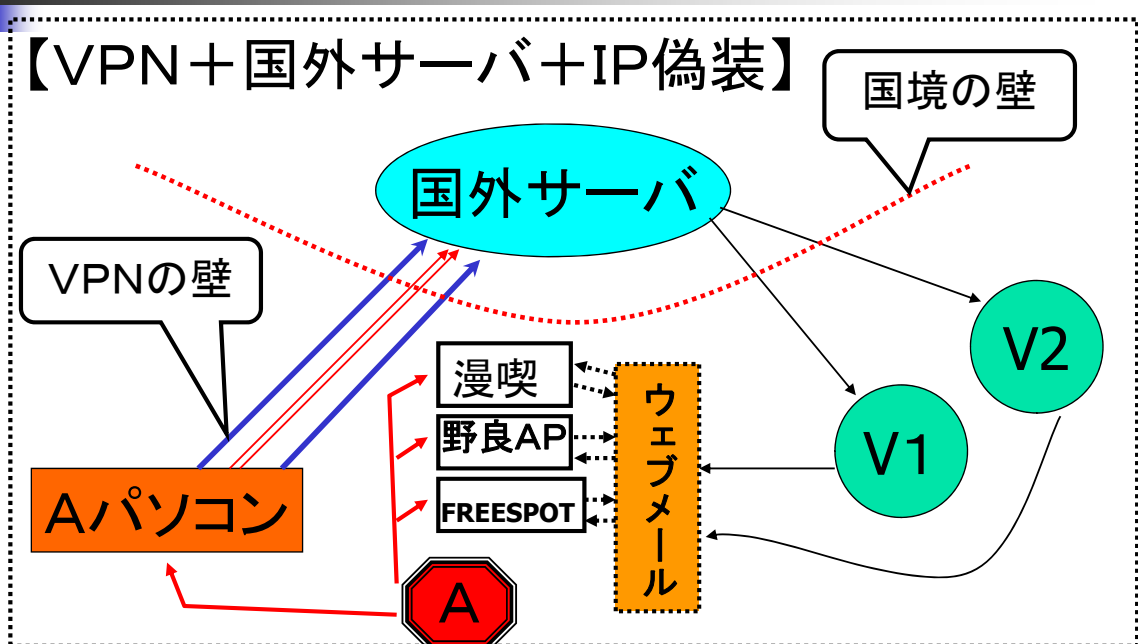 【VPN＋国外サーバ＋IP偽装】
国境の壁
国外サーバ
VPNの壁
V2
漫喫
野良AP
FREESPOT
ウェブメール
V1
Aパソコン
A